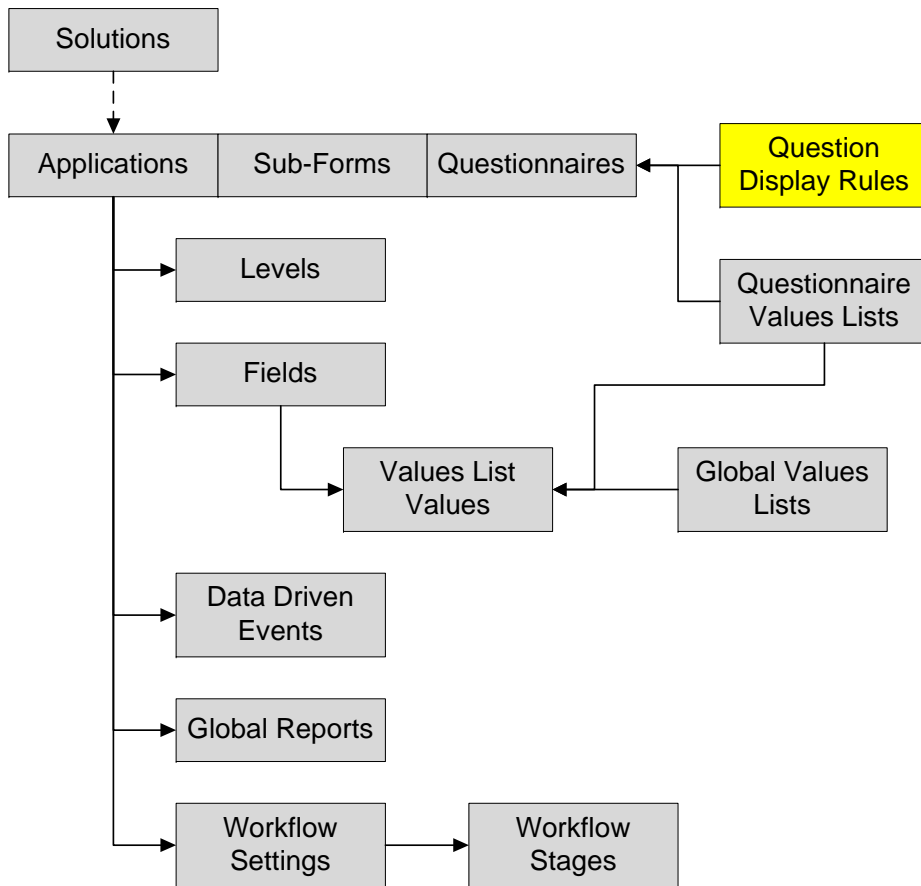 Solutions
Applications
Sub-Forms
Questionnaires
Question
Display Rules
Levels
Questionnaire
Values Lists
Fields
Values List
Values
Global Values
Lists
Data Driven
Events
Global Reports
Workflow
Settings
Workflow
Stages